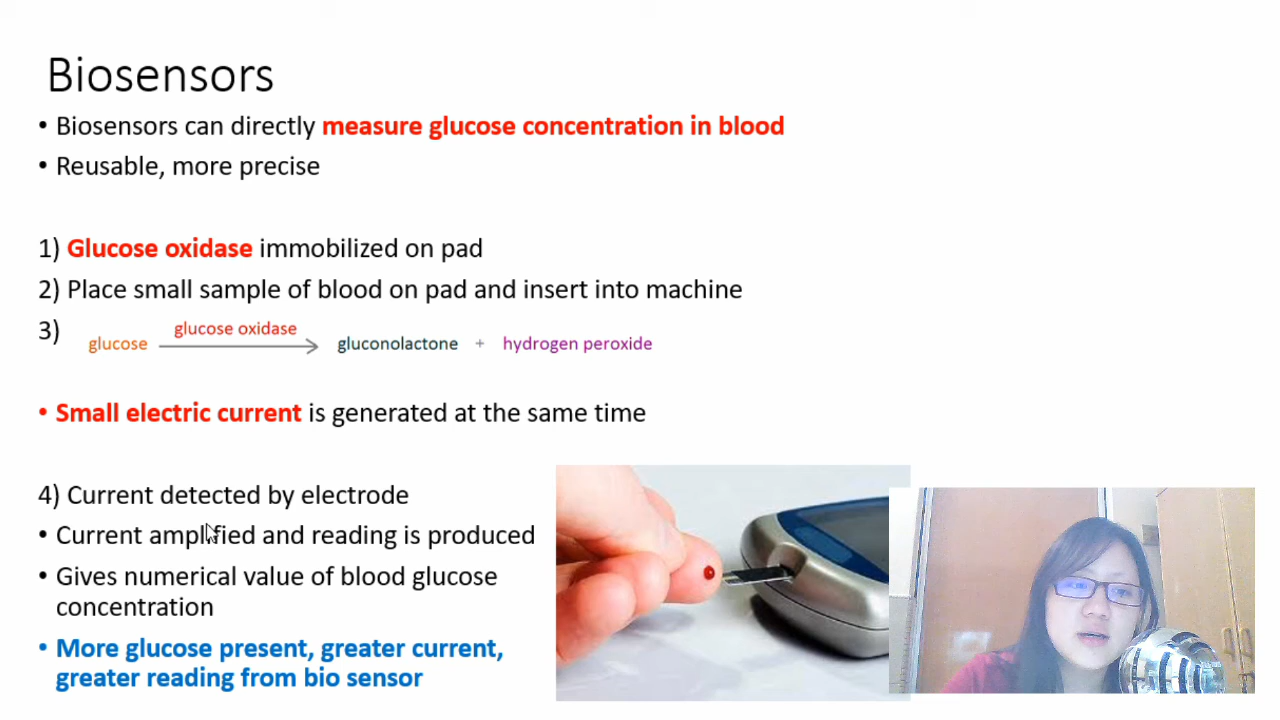 Biosensors
• Biosensors can directly measure glucose concentration in blood
• Reusable, more precise
1) Glucose oxidase immobilized on pad
2) Place small sample of blood on pad and insert into machine
3)
glucose oxidase
glucose gluconolactone + hydrogen peroxide
• Small electric current is generated at the same time
4) Current detected by electrode
• Current amplified and reading is produced
• Gives numerical value of blood glucose
concentration
• More glucose present, greater current,
greater reading from bio sensor